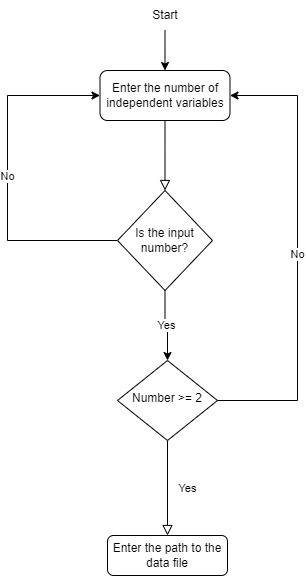 Start
Enter the number of
independent variables
No
Is the input
number?
No
Yes
Number >= 2
Yes
Enter the path to the
data file